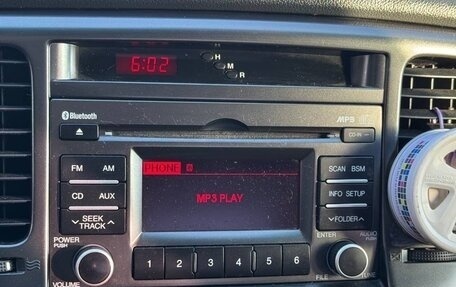 6:02
H
M
R
Bluetooth
MP3
CD-IN
FM AM
PHONE
SCAN BSM
MP3 PLAY
CD AUX
INFO SETUP
SEEK
TRACK
FOLDER
POWER
PUSH
ENTER
AUDIO
PUSH
1 2 3 4 5 6
VOLUME
FILE
TUNE